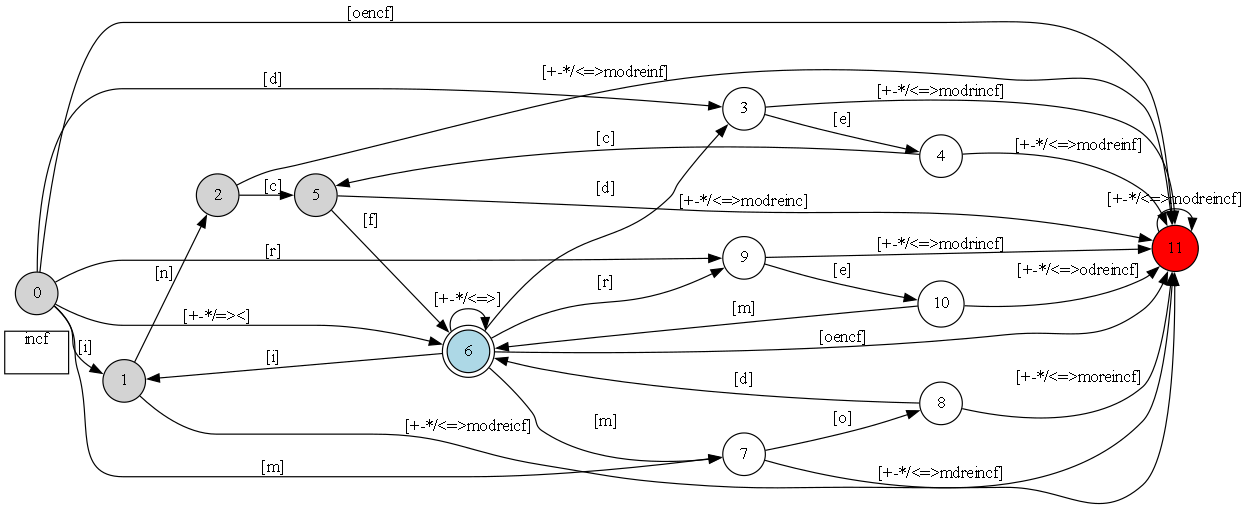 [oencf]
[d]
[+-*/<=>modreinf]
[+-*/<=>modrincf]
3
[e]
[c]
4
[+-*/<=>modreinf]
2
[c]
5
[d]
[+-*/<=>modreinc]
[+-*/<=>modreincf]
[f]
[n]
[r]
[+-*/<=>modrincf]
11
9
[e]
[+-*/<=>odreincf]
0
[r]
[+-*/<=>]
10
[m]
[+-*/=><]
incf
[i]
[i]
6
[oencf]
1
[d]
[+-*/<=>moreincf]
8
[m]
[o]
[+-*/<=>modreicf]
7
[m]
[+-*/<=>mdreincf]